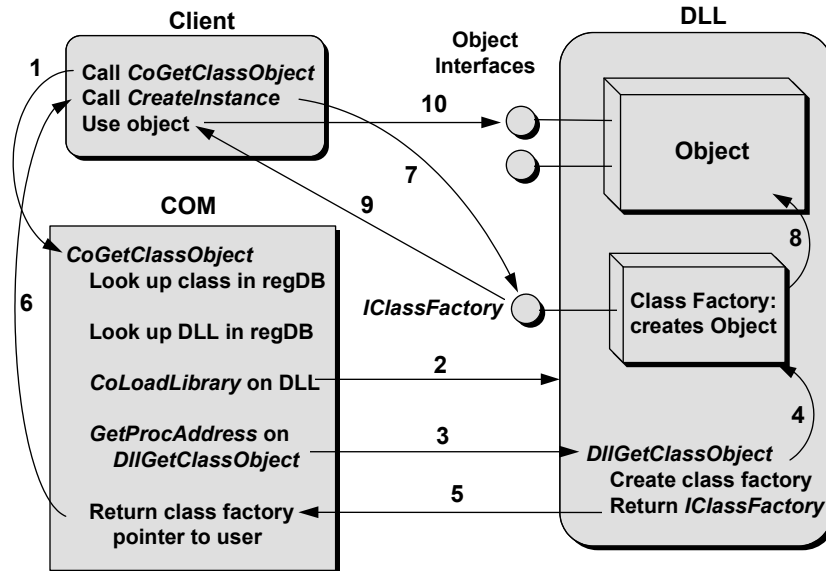 Client
1
Call CoGetClassObject
Call CreateInstance
Use object
Object
Interfaces
DLL
10
Object
7
9
8
COM
CoGetClassObject
Look up class in regDB
6
Look up DLL in regDB
IClassFactory
Class Factory:
creates Object
CoLoadLibrary on DLL
2
4
GetProcAddress on
DllGetClassObject
3
DllGetClassObject
Create class factory
Return IClassFactory
5
Return class factory
pointer to user